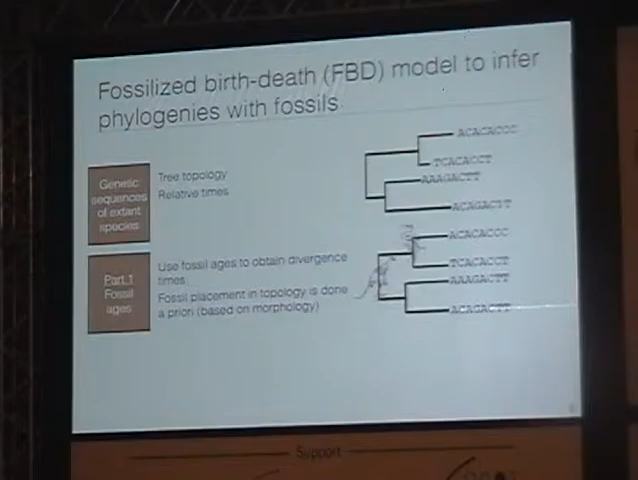 Fossilized birth-death (FBD) model to infer
phylogenies with fossils
Genetic
sequences
of extant
species
Tree topology
Relative times
ACACACCC
TCACACCT
AAAGACTT
ACAGACTT
Part 1
Fossil
ages
Use fossil ages to obtain divergence
times
Fossil placement in topology is done
a priori (based on morphology)
ACACACCC
TCACACCT
AAAGACTT
ACAGACTT
Support